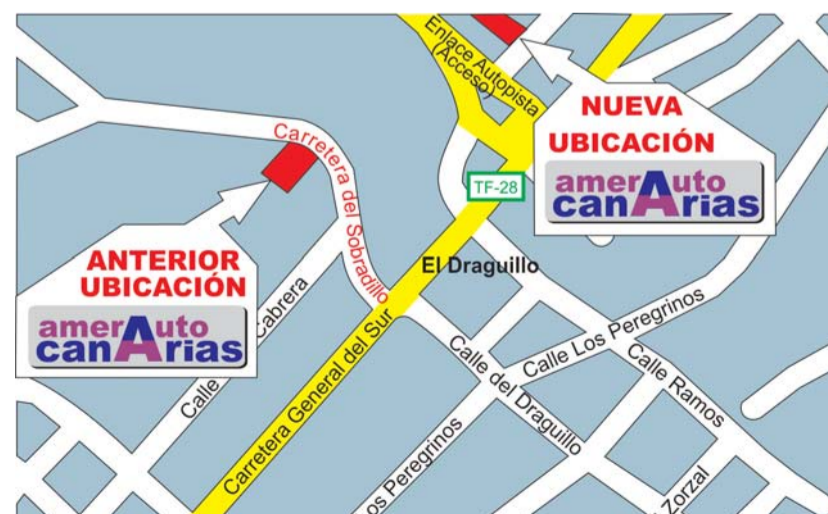 Enlace Autopista
(Acceso)
NUEVA
UBICACIÓN
amerAuto
canArias
Carretera del Sobradillo
TF-28
ANTERIOR
UBICACIÓN
amerAuto
canArias
El Draguillo
Calle Cabrera
Carretera General del Sur
Calle Los Peregrinos
Calle del Draguillo
Calle Ramos
os Peregrinos
Zorzal